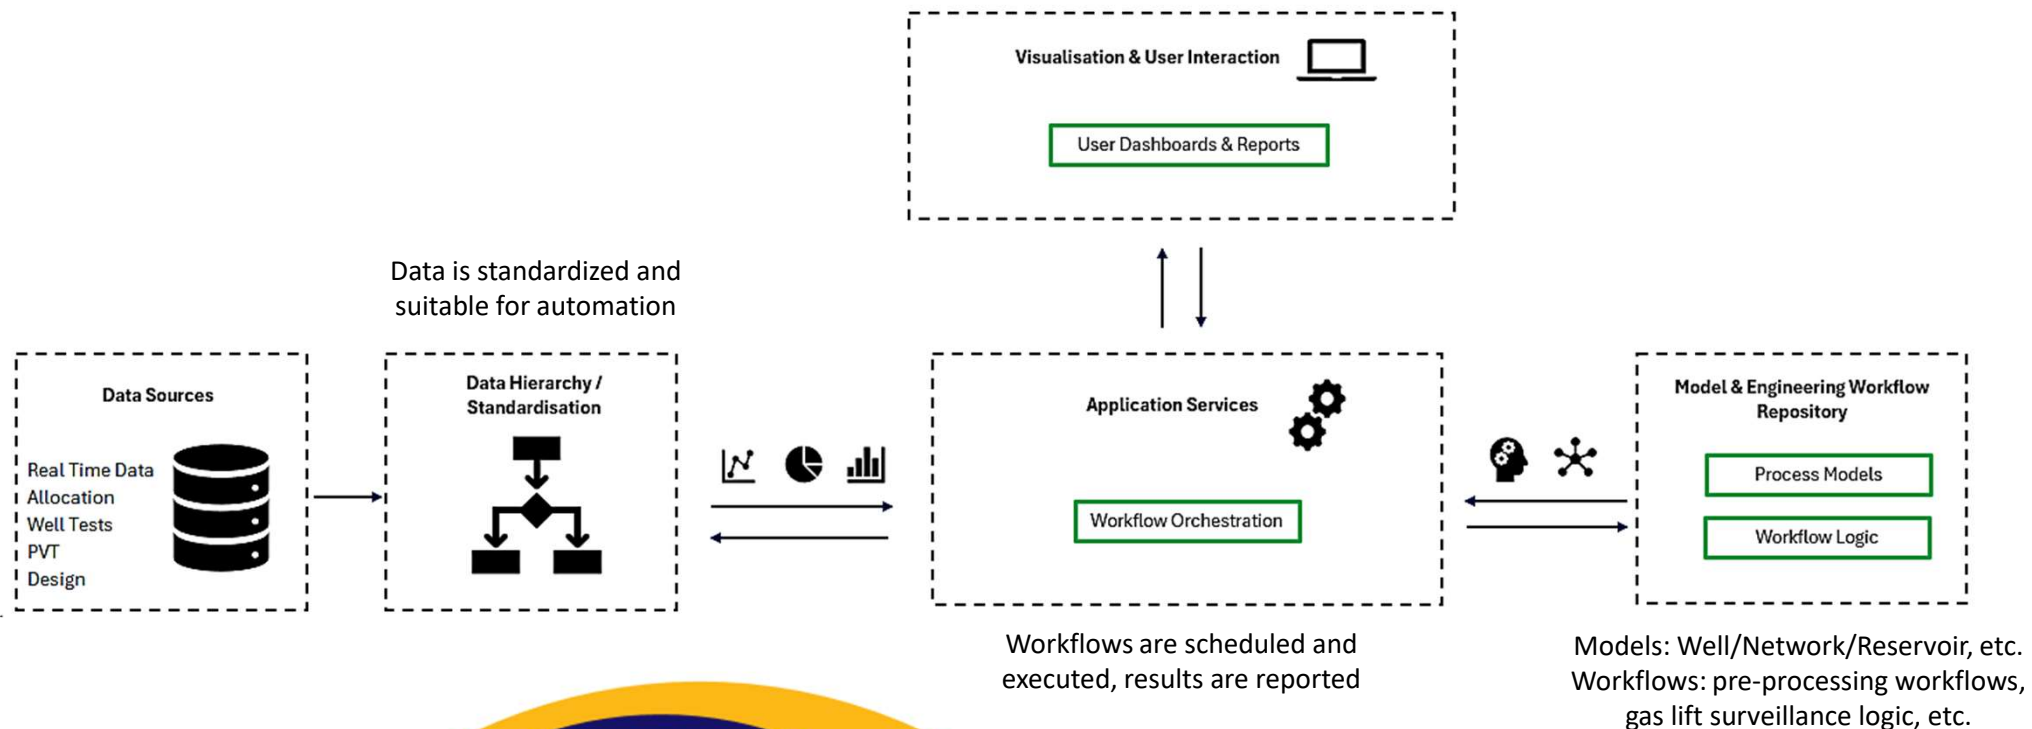 Visualisation & User Interaction
User Dashboards & Reports
Data is standardized and
suitable for automation
Data Sources
Real Time Data
Allocation
Well Tests
PVT
Design
Data Hierarchy /
Standardisation
Application Services
Workflow Orchestration
Model & Engineering Workflow
Repository
Process Models
Workflow Logic
Workflows are scheduled and
executed, results are reported
Models: Well/Network/Reservoir, etc.
Workflows: pre-processing workflows,
gas lift surveillance logic, etc.